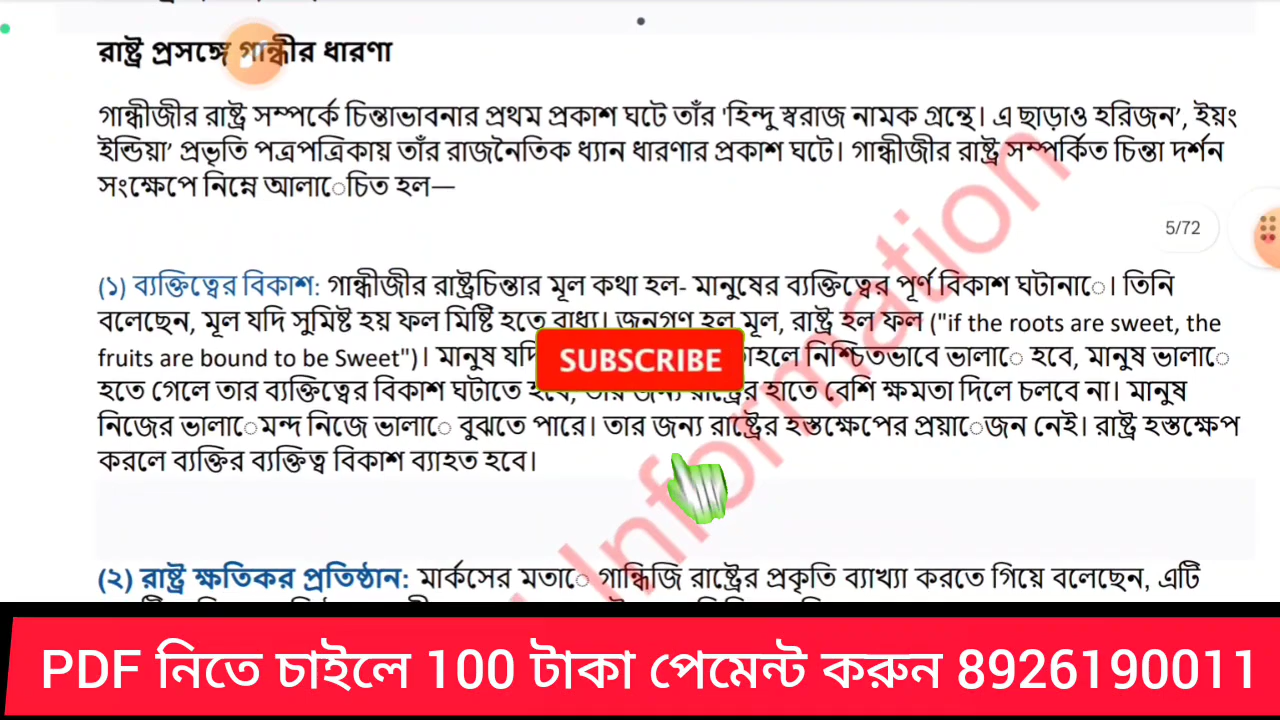 রাষ্ট্র প্রসঙ্গে গান্ধীর ধারণা
গান্ধীজীর রাষ্ট্র সম্পর্কে চিন্তাভাবনার প্রথম প্রকাশ ঘটে তাঁর 'হিন্দু স্বরাজ নামক গ্রন্থে। এ ছাড়াও হরিজন’, ইয়ং
ইন্ডিয়া’ প্রভৃতি পত্রপত্রিকায় তাঁর রাজনৈতিক ধ্যান ধারণার প্রকাশ ঘটে। গান্ধীজীর রাষ্ট্র সম্পর্কিত চিন্তা দর্শন
সংক্ষেপে নিম্নে আলােচিত হল—
5/72
(১) ব্যক্তিত্বের বিকাশ: গান্ধীজীর রাষ্ট্রচিন্তার মূল কথা হল- মানুষের ব্যক্তিত্বের পূর্ণ বিকাশ ঘটানাে। তিনি
বলেছেন, মূল যদি সুমিষ্ট হয় ফল মিষ্টি হতে বাধ্য। জনগণ হল মূল, রাষ্ট্র হল ফল ("if the roots are sweet, the
fruits are bound to be Sweet")। মানুষ যদি তাহলে নিশ্চিতভাবে ভালাে হবে, মানুষ ভালাে
SUBSCRIBE
হতে গেলে তার ব্যক্তিত্বের বিকাশ ঘটাতে হবে, তার জন্য রাষ্ট্রের হাতে বেশি ক্ষমতা দিলে চলবে না। মানুষ
নিজের ভালােমন্দ নিজে ভালাে বুঝতে পারে। তার জন্য রাষ্ট্রের হস্তক্ষেপের প্রয়ােজন নেই। রাষ্ট্র হস্তক্ষেপ
করলে ব্যক্তির ব্যক্তিত্ব বিকাশ ব্যাহত হবে।
Information
(২) রাষ্ট্র ক্ষতিকর প্রতিষ্ঠান: মার্কসের মতাে গান্ধিজি রাষ্ট্রের প্রকৃতি ব্যাখ্যা করতে গিয়ে বলেছেন, এটি
PDF নিতে চাইলে 100 টাকা পেমেন্ট করুন 8926190011